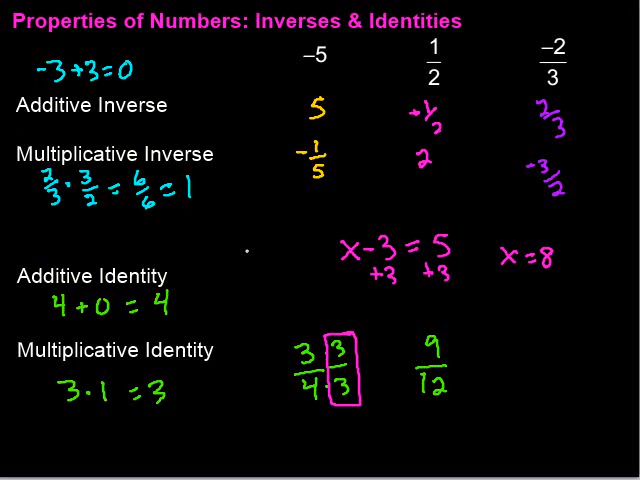 Properties of Numbers: Inverses & Identities
-3+3=0 –5 1/2 –2/3
Additive Inverse 5 -1/2 2/3
Multiplicative Inverse -1/5 2 -3/2
2/3 · 3/2 = 6/6 = 1
x-3=5 x=8
+3 +3
Additive Identity
4+0=4
Multiplicative Identity 3/4 · 3/3 9/12
3·1=3